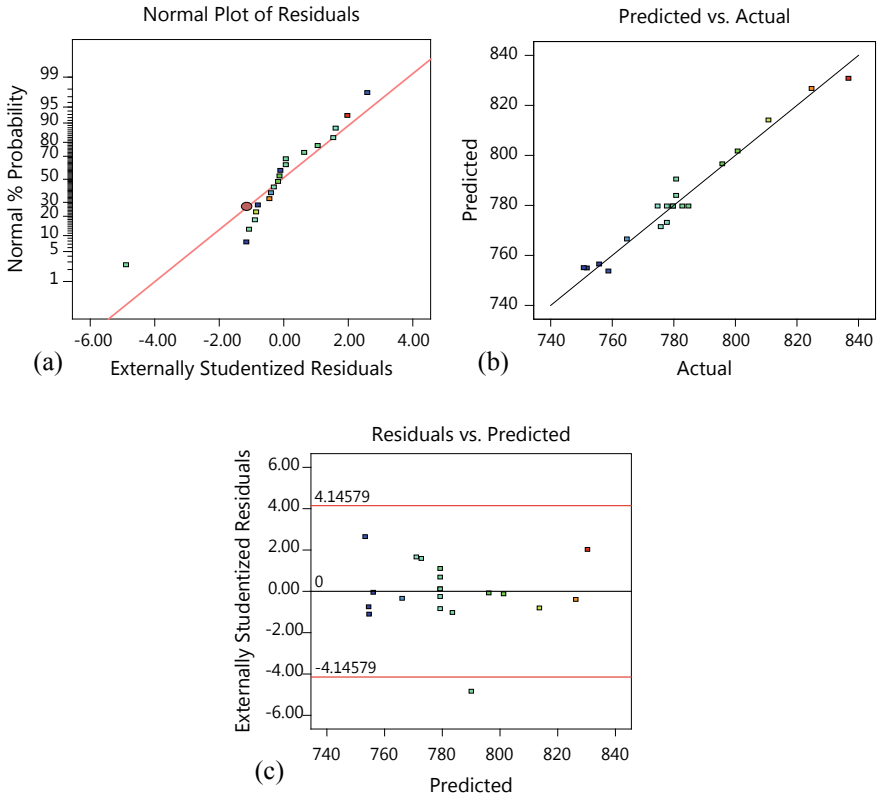 Normal Plot of Residuals
Normal % Probability
99
95
90
80
70
50
30
20
10
5
1
-6.00 -4.00 -2.00 0.00 2.00 4.00
(a)
Externally Studentized Residuals
Predicted vs. Actual
Predicted
840
820
800
780
760
740
740 760 780 800 820 840
(b)
Actual
Residuals vs. Predicted
Externally Studentized Residuals
6.00
4.00
2.00
0.00
-2.00
-4.00
-6.00
4.14579
0
-4.14579
740 760 780 800 820 840
(c)
Predicted